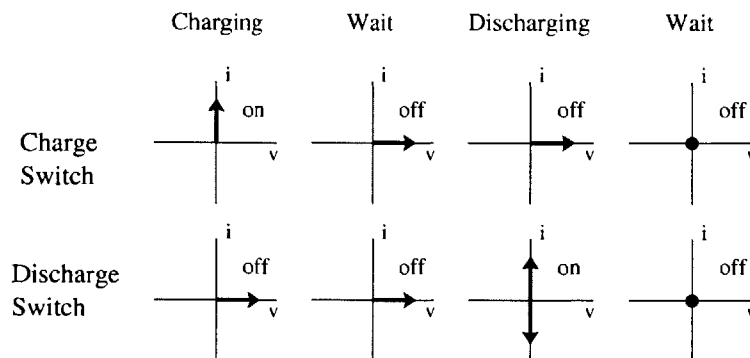 Charging Wait Discharging Wait
i i i i
on off off off
Charge
Switch
v v v v
i i i i
off off on off
Discharge
Switch
v v v v